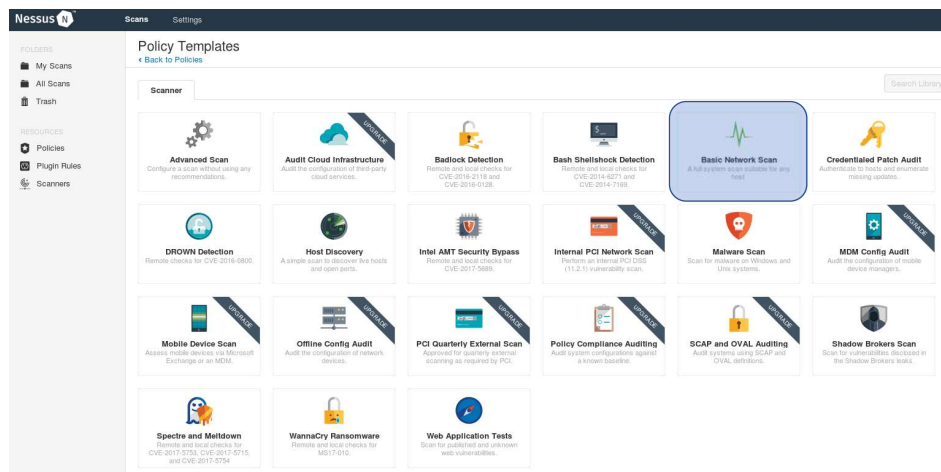 Nessus N
Scans Settings
FOLDERS
My Scans
All Scans
Trash
RESOURCES
Policies
Plugin Rules
Scanners
Policy Templates
Back to Policies
Scanner
Search Library
Advanced Scan
Configure a scan without using any
recommendations.
UPGRADE
Audit Cloud Infrastructure
Audit the configuration of third-party
cloud services.
Badlock Detection
Remote and local checks for
CVE-2016-2118 and
CVE-2016-0128.
$_
Bash Shellshock Detection
Remote and local checks for
CVE-2014-6271 and
CVE-2014-7169.
Basic Network Scan
A full system scan suitable for any
host.
Credentialed Patch Audit
Authenticate to hosts and enumerate
missing updates.
DROWN Detection
Remote checks for CVE-2016-0800.
Host Discovery
A simple scan to discover live hosts
and open ports.
Intel AMT Security Bypass
Remote and local checks for
CVE-2017-5689.
UPGRADE
Internal PCI Network Scan
Perform an internal PCI DSS
(11.2.1) vulnerability scan.
Malware Scan
Scan for malware on Windows and
Unix systems.
UPGRADE
MDM Config Audit
Audit the configuration of mobile
device managers.
UPGRADE
Mobile Device Scan
Assess mobile devices via Microsoft
Exchange or an MDM.
UPGRADE
Offline Config Audit
Audit the configuration of network
devices.
UPGRADE
PCI Quarterly External Scan
Approved for quarterly external
scanning as required by PCI.
UPGRADE
Policy Compliance Auditing
Audit system configurations against
a known baseline.
UPGRADE
SCAP and OVAL Auditing
Audit systems using SCAP and
OVAL definitions.
Shadow Brokers Scan
Scan for vulnerabilities disclosed in
the Shadow Brokers leaks.
Spectre and Meltdown
Remote and local checks for
CVE-2017-5753, CVE-2017-5715,
and CVE-2017-5754
WannaCry Ransomware
Remote and local checks for
MS17-010.
Web Application Tests
Scan for published and unknown
web vulnerabilities.